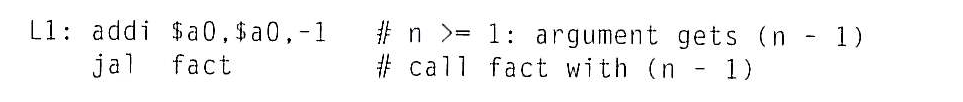 L1: addi $a0,$a0,-1 # n >= 1: argument gets (n - 1)
jal fact # call fact with (n - 1)